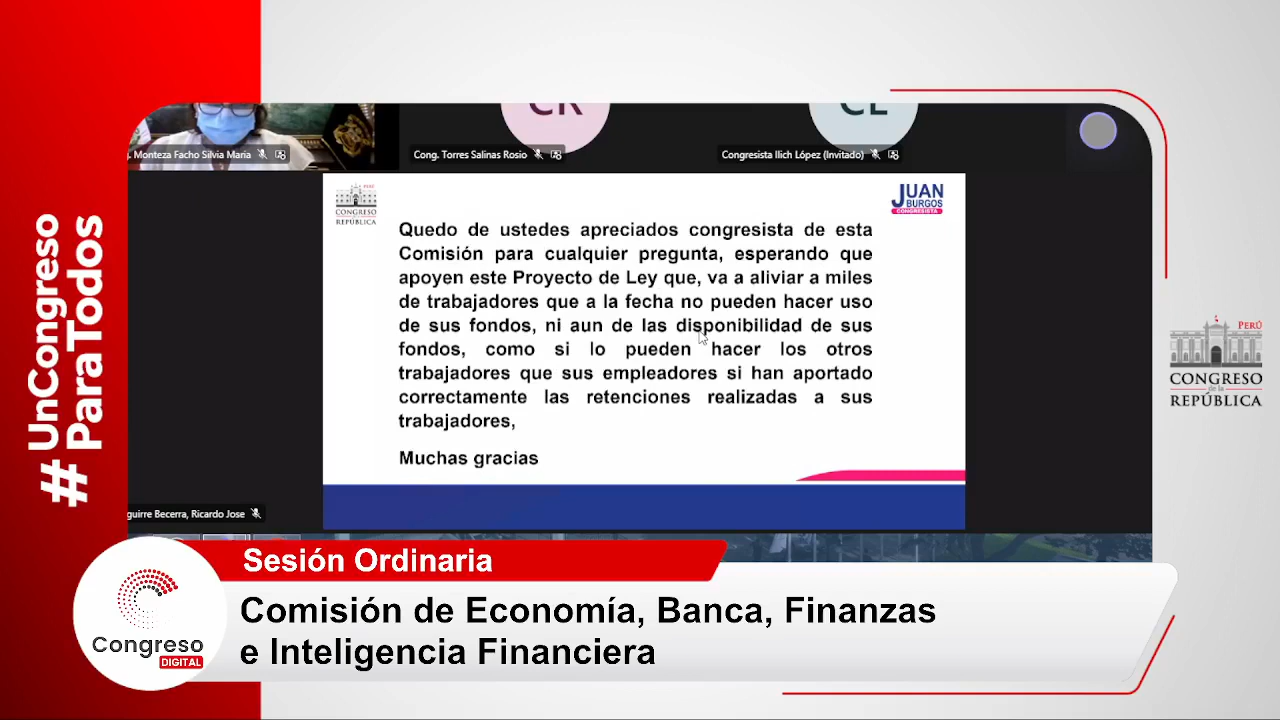 #UnCongreso
ParaTodos
Monteza Facho Silvia Maria
Cong. Torres Salinas Rosio
Congresista Ilich López (Invitado)
CONGRESO
REPÚBLICA
PERÚ
JUAN
BURGOS
CONGRESISTA
Quedo de ustedes apreciados congresista de esta
Comisión para cualquier pregunta, esperando que
apoyen este Proyecto de Ley que, va a aliviar a miles
de trabajadores que a la fecha no pueden hacer uso
de sus fondos, ni aun de las disponibilidad de sus
fondos, como si lo pueden hacer los otros
trabajadores que sus empleadores si han aportado
correctamente las retenciones realizadas a sus
trabajadores,
Muchas gracias
Becerra, Ricardo Jose
PERÚ
CONGRESO
de la
REPÚBLICA
Sesión Ordinaria
Comisión de Economía, Banca, Finanzas
e Inteligencia Financiera
Congreso
DIGITAL